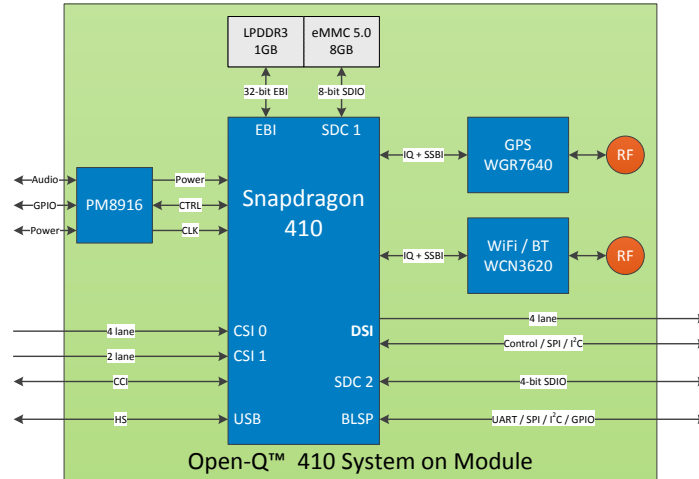 LPDDR3
1GB
eMMC 5.0
8GB
32-bit EBI
8-bit SDIO
EBI
SDC 1
GPS
WGR7640
IQ + SSBI
RF
Audio
GPIO
Power
PM8916
Power
CTRL
CLK
Snapdragon
410
WiFi / BT
WCN3620
IQ + SSBI
RF
4 lane
CSI 0
DSI
4 lane
2 lane
CSI 1
Control / SPI / I²C
CCI
SDC 2
4-bit SDIO
HS
USB
BLSP
UART / SPI / I²C / GPIO
Open-Q™ 410 System on Module